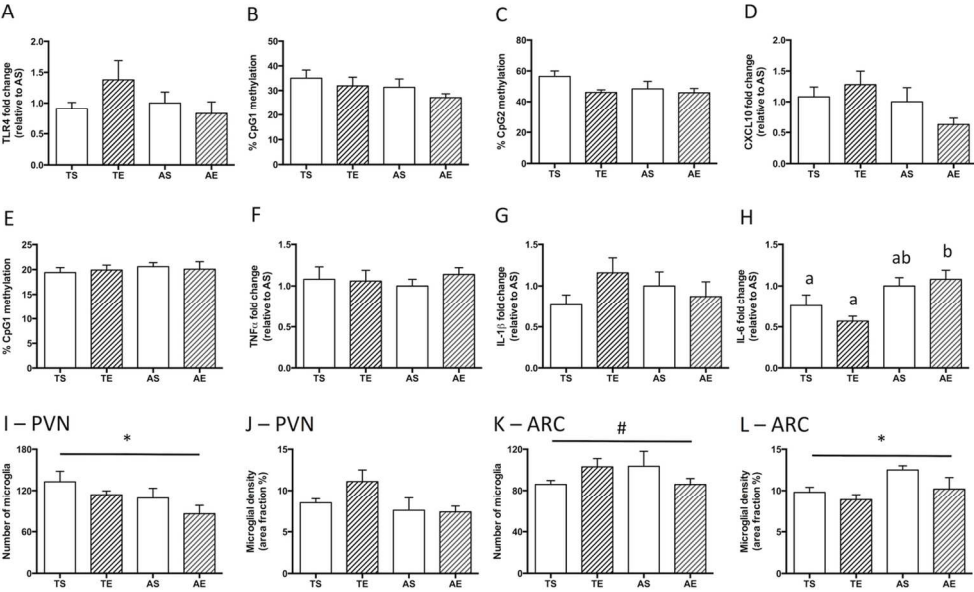 A
TLR4 fold change
(relative to AS)
2.0
1.5
1.0
0.5
0.0
TS TE AS AE
B
% CpG1 methylation
50
40
30
20
10
0
TS TE AS AE
C
% CpG2 methylation
80
60
40
20
0
TS TE AS AE
D
CXCL10 fold change
(relative to AS)
2.0
1.5
1.0
0.5
0.0
TS TE AS AE
E
% CpG1 methylation
25
20
15
10
5
0
TS TE AS AE
F
TNFα fold change
(relative to AS)
1.5
1.0
0.5
0.0
TS TE AS AE
G
IL-1β fold change
(relative to AS)
1.5
1.0
0.5
0.0
TS TE AS AE
H
IL-6 fold change
(relative to AS)
1.5
1.0
0.5
0.0
a a ab b
TS TE AS AE
I – PVN
*
Number of microglia
180
120
60
0
TS TE AS AE
J – PVN
Microglial density
(area fraction %)
15
10
5
0
TS TE AS AE
K – ARC
#
Number of microglia
120
80
40
0
TS TE AS AE
L – ARC
*
Microglial density
(area fraction %)
15
10
5
0
TS TE AS AE